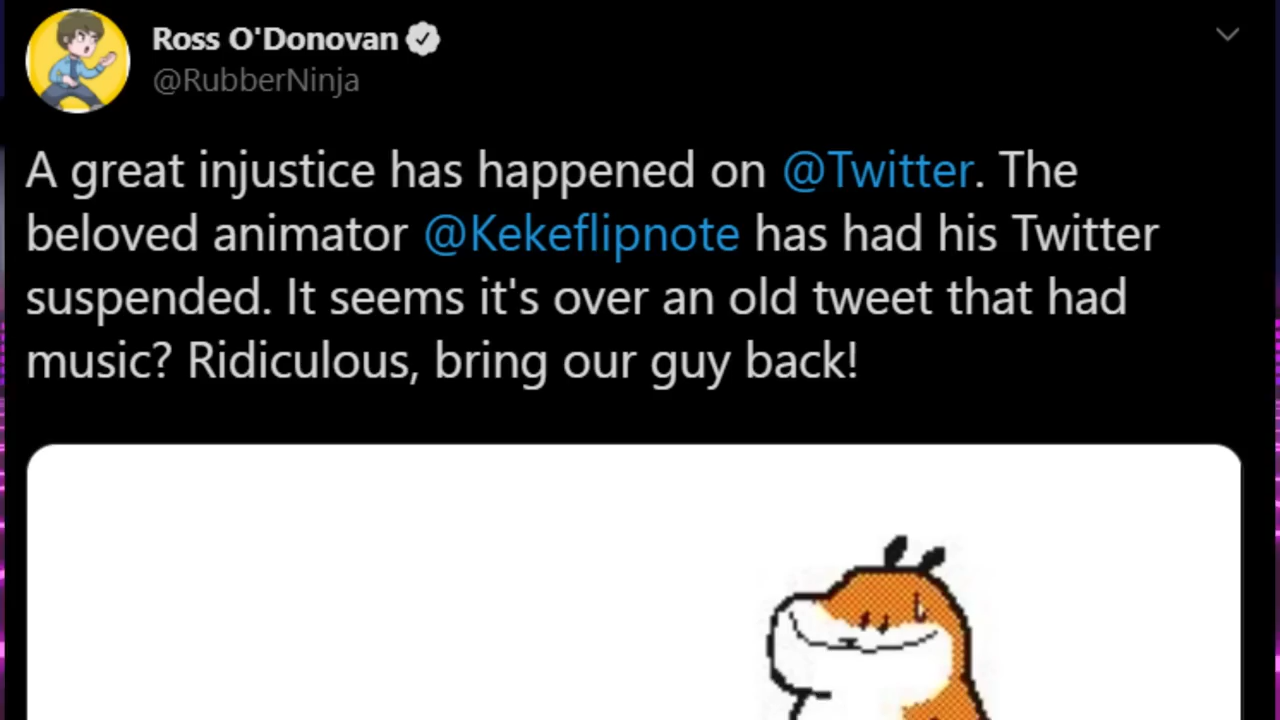 Ross O'Donovan
@RubberNinja
A great injustice has happened on @Twitter. The
beloved animator @Kekeflipnote has had his Twitter
suspended. It seems it's over an old tweet that had
music? Ridiculous, bring our guy back!